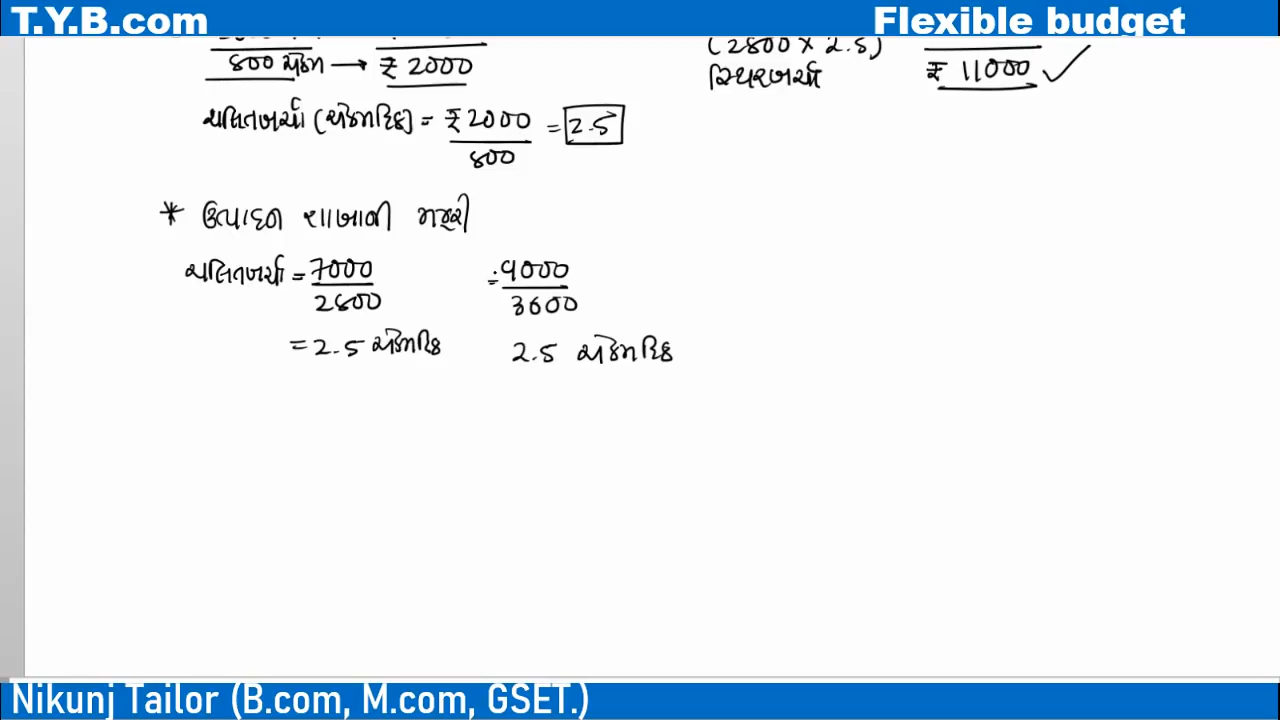 T.Y.B.com Flexible budget
800 એકમ → ₹ 2000
(2800 × 2.5)
સ્થિરખર્ચ ₹ 11000 ✓
ચલિતખર્ચ (એકમદિઠ) = ₹ 2000 / 800 = 2.5
* ઉત્પાદન શાખાની મજૂરી
ચલિતખર્ચ = 7000 / 2800 = 9000 / 3600
= 2.5 એકમદિઠ 2.5 એકમદિઠ
Nikunj Tailor (B.com, M.com, GSET.)